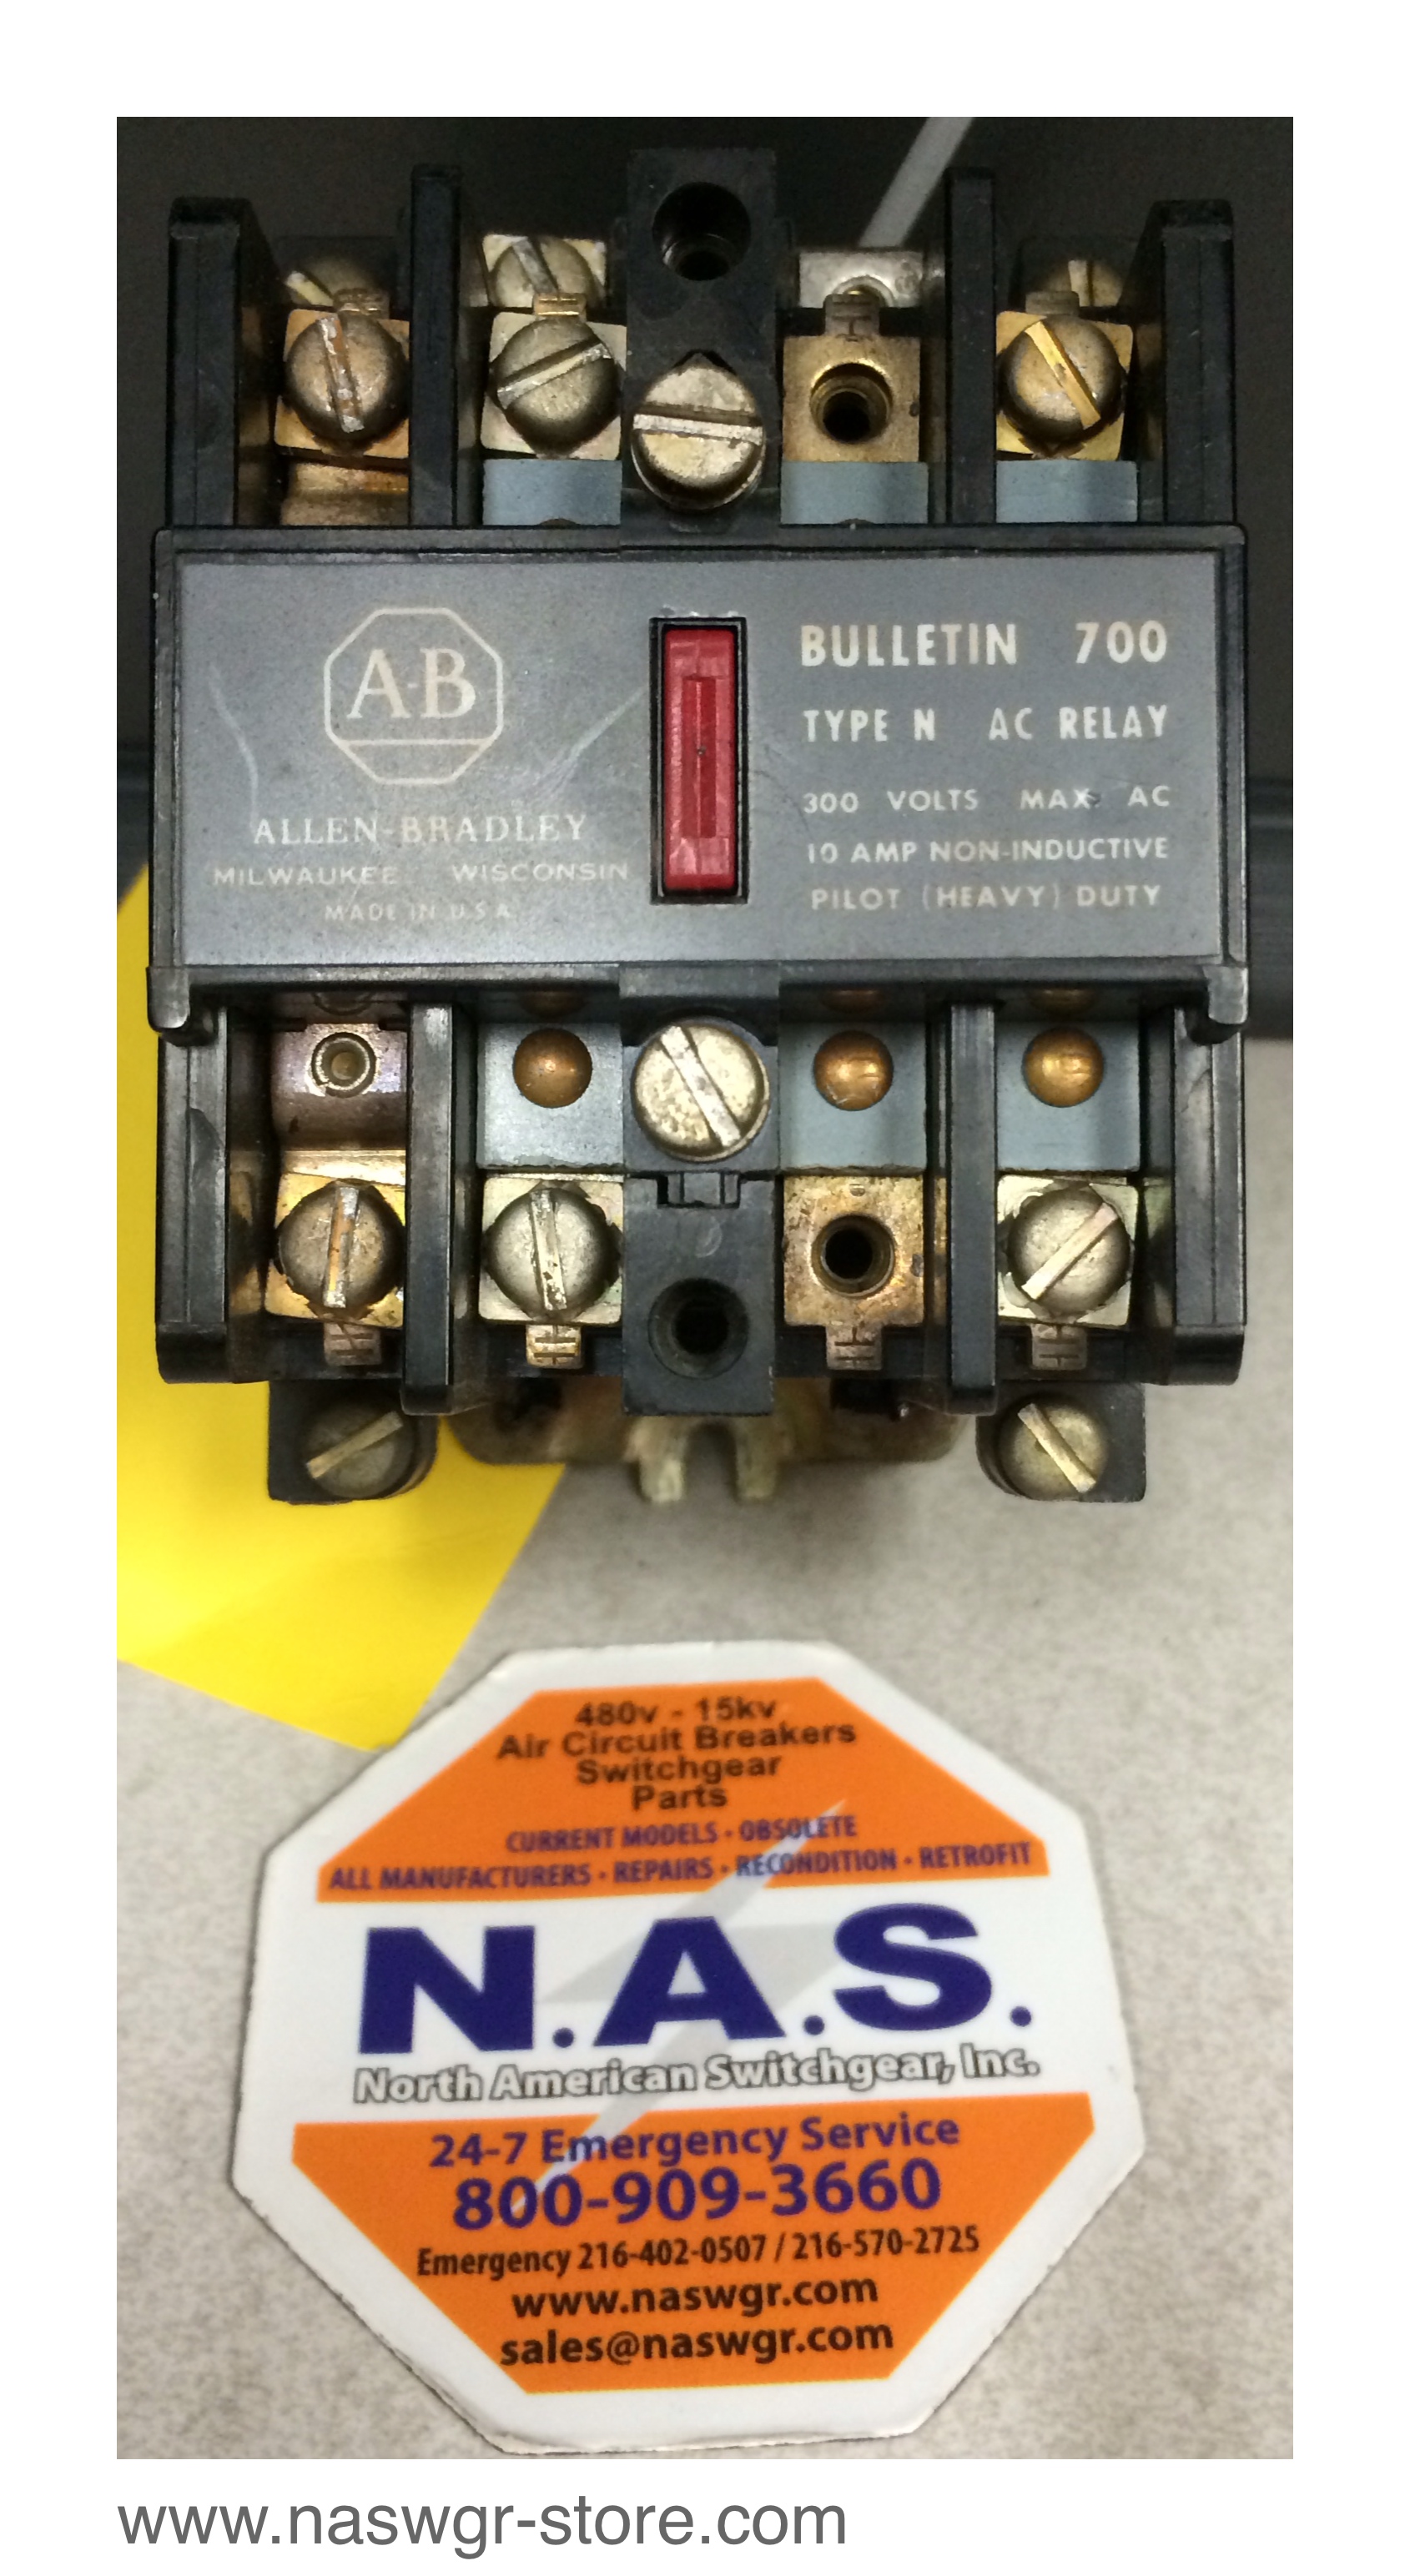 A-B
ALLEN-BRADLEY
MILWAUKEE WISCONSIN
MADE IN U.S.A.
BULLETIN 700
TYPE N AC RELAY
300 VOLTS MAX AC
10 AMP NON-INDUCTIVE
PILOT (HEAVY) DUTY
480v - 15kv
Air Circuit Breakers
Switchgear
Parts
CURRENT MODELS - OBSOLETE
ALL MANUFACTURERS - REPAIRS - RECONDITION - RETROFIT
N.A.S.
North American Switchgear, Inc.
24-7 Emergency Service
800-909-3660
Emergency 216-402-0507 / 216-570-2725
www.naswgr.com
sales@naswgr.com
www.naswgr-store.com